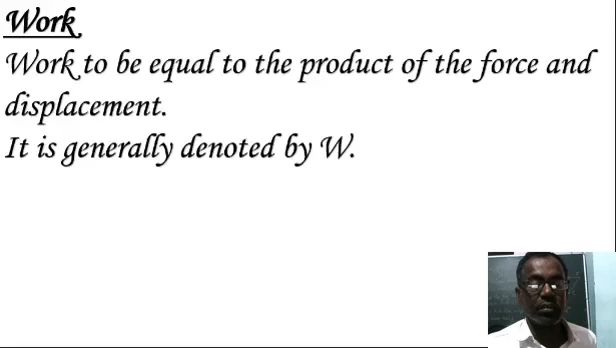 Work
Work to be equal to the product of the force and
displacement.
It is generally denoted by W.